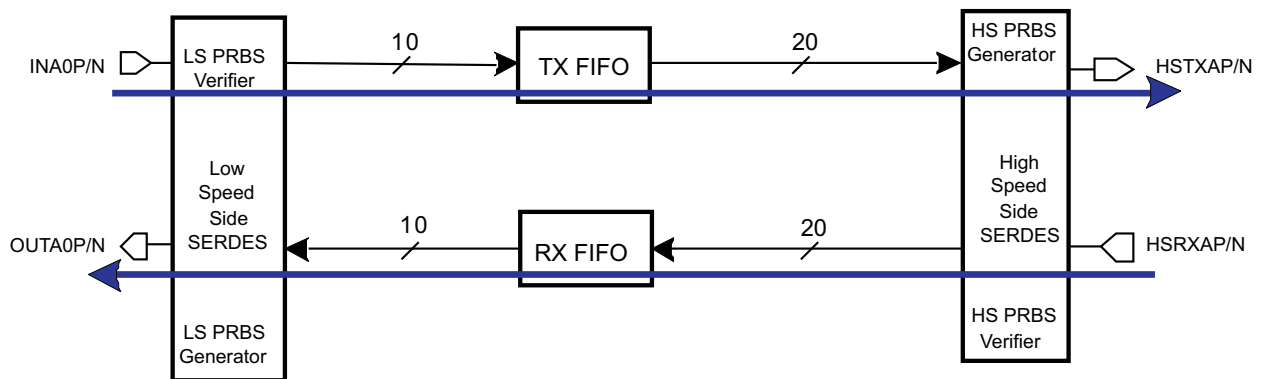 INA0P/N
LS PRBS
Verifier
10
TX FIFO
20
HS PRBS
Generator
HSTXAP/N
Low
Speed
Side
SERDES
High
Speed
Side
SERDES
OUTA0P/N
10
RX FIFO
20
HSRXAP/N
LS PRBS
Generator
HS PRBS
Verifier